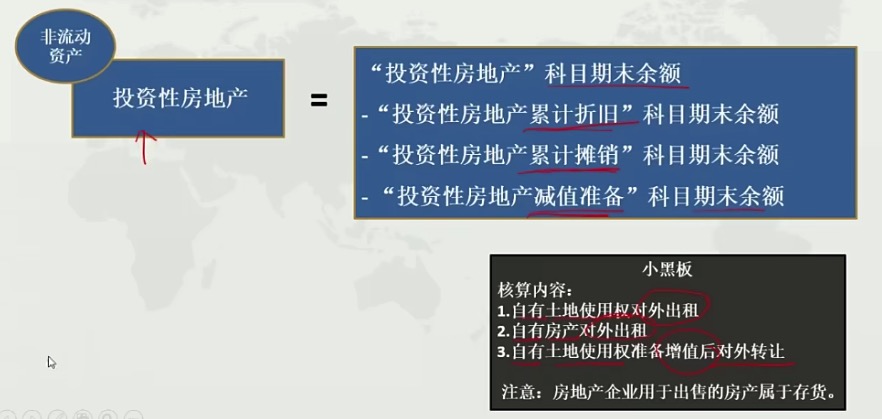 非流动
资产
投资性房地产
=
“投资性房地产”科目期末余额
-“投资性房地产累计折旧”科目期末余额
-“投资性房地产累计摊销”科目期末余额
- “投资性房地产减值准备”科目期末余额
小黑板
核算内容:
1.自有土地使用权对外出租
2.自有房产对外出租
3.自有土地使用权准备增值后对外转让
注意：房地产企业用于出售的房产属于存货。